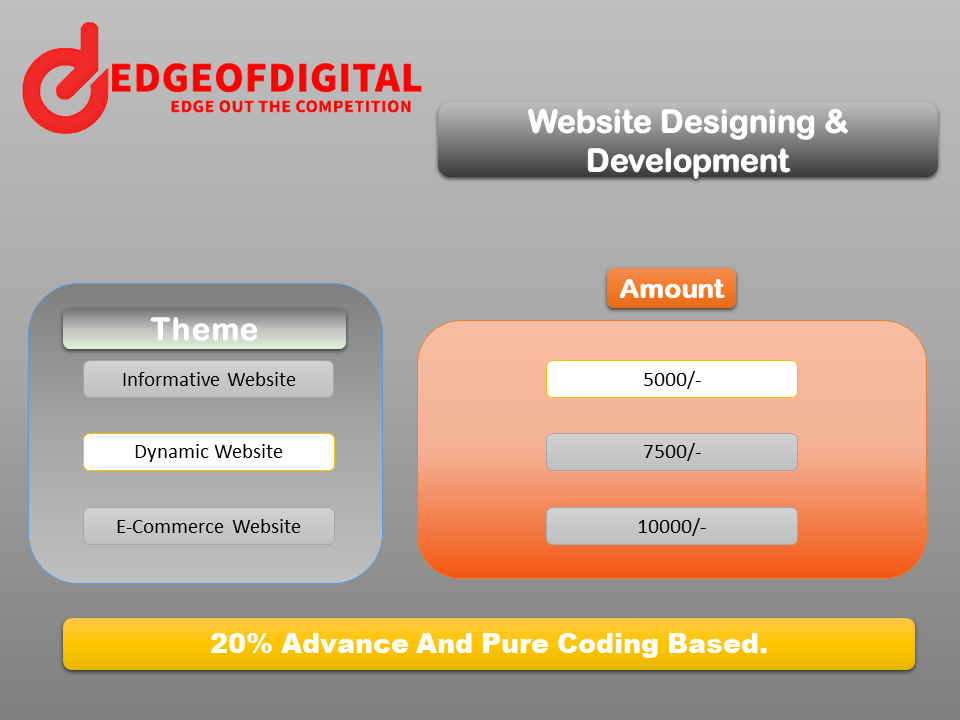 EDGEOFDIGITAL
EDGE OUT THE COMPETITION
Website Designing &
Development
Amount
Theme
Informative Website
5000/-
Dynamic Website
7500/-
E-Commerce Website
10000/-
20% Advance And Pure Coding Based.